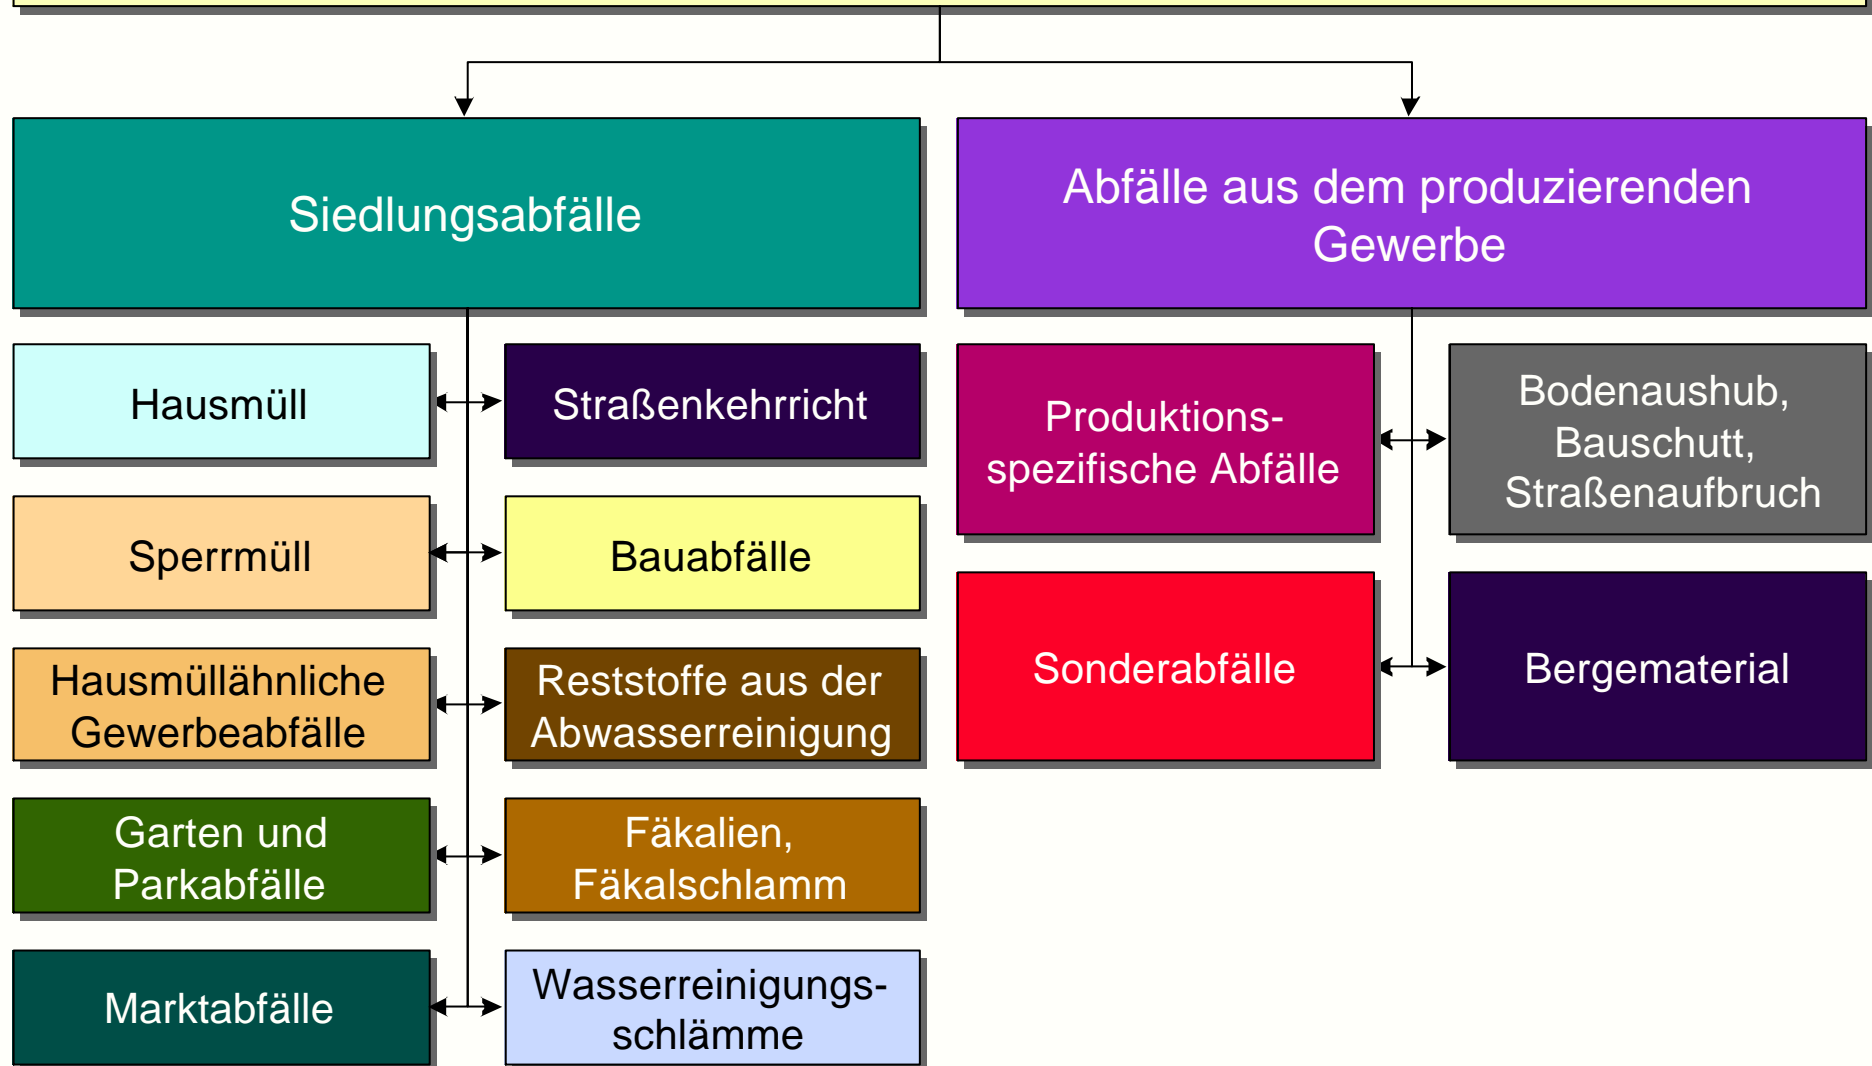 Siedlungsabfälle
Abfälle aus dem produzierenden
Gewerbe
Hausmüll
Straßenkehrricht
Sperrmüll
Bauabfälle
Hausmüllähnliche
Gewerbeabfälle
Reststoffe aus der
Abwasserreinigung
Garten und
Parkabfälle
Fäkalien,
Fäkalschlamm
Marktabfälle
Wasserreinigungs-
schlämme
Produktions-
spezifische Abfälle
Bodenaushub,
Bauschutt,
Straßenaufbruch
Sonderabfälle
Bergematerial